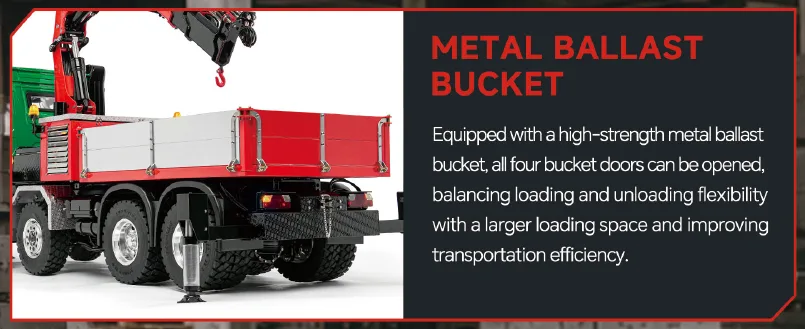 METAL BALLAST
BUCKET
Equipped with a high-strength metal ballast
bucket, all four bucket doors can be opened,
balancing loading and unloading flexibility
with a larger loading space and improving
transportation efficiency.